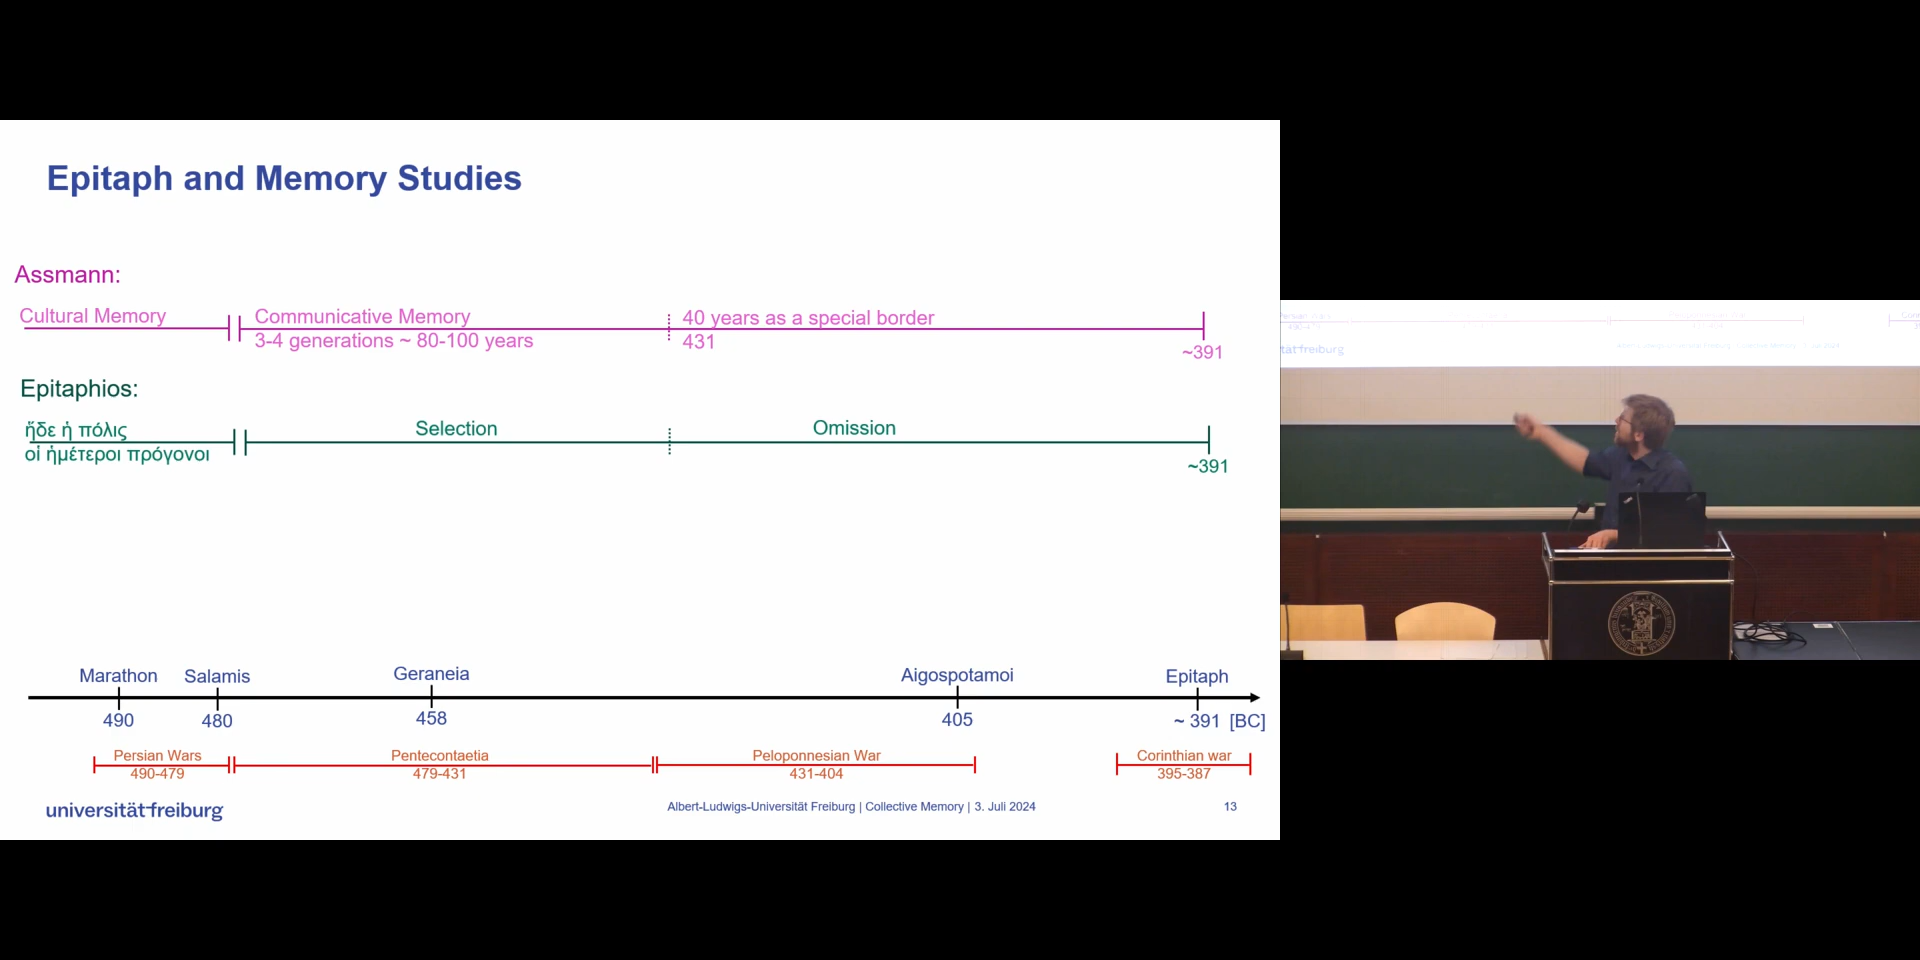 Epitaph and Memory Studies
Assmann:
Cultural Memory
Communicative Memory
3-4 generations ~ 80-100 years
40 years as a special border
431
~391
Epitaphios:
ἥδε ἡ πόλις
οἱ ἡμέτεροι πρόγονοι
Selection
Omission
~391
Marathon
Salamis
Geraneia
Aigospotamoi
Epitaph
490
480
458
405
~ 391 [BC]
Persian Wars
490-479
Pentecontaetia
479-431
Peloponnesian War
431-404
Corinthian war
395-387
universität freiburg
Albert-Ludwigs-Universität Freiburg | Collective Memory | 3. Juli 2024
13